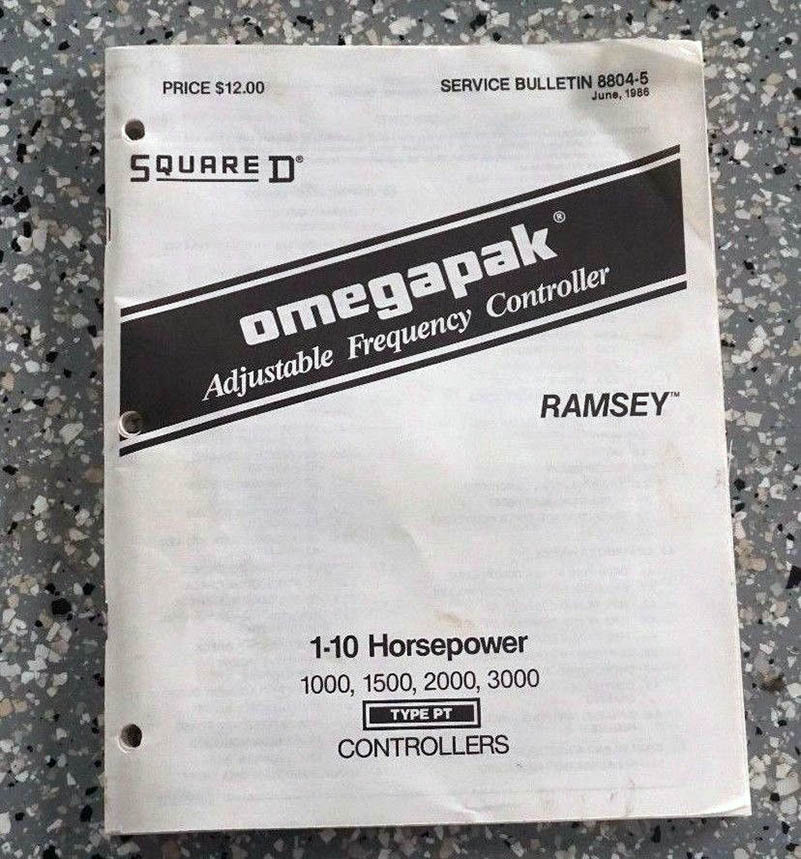 PRICE $12.00
SERVICE BULLETIN 8804-5
June, 1986
SQUARE D®
omegapak®
Adjustable Frequency Controller
RAMSEY™
1-10 Horsepower
1000, 1500, 2000, 3000
TYPE PT
CONTROLLERS